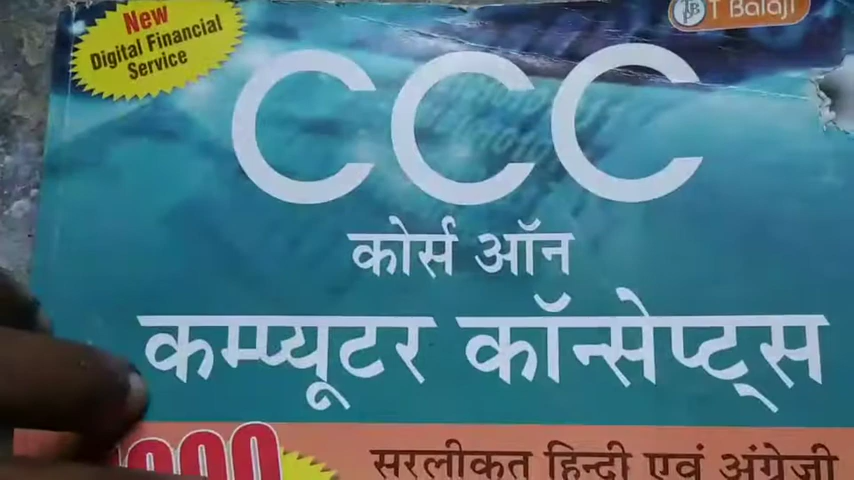 New
Digital Financial
Service
T Balaji
CCC
कोर्स ऑन
कम्प्यूटर कॉन्सेप्ट्स
सरलीकृत हिन्दी एवं अंग्रेजी